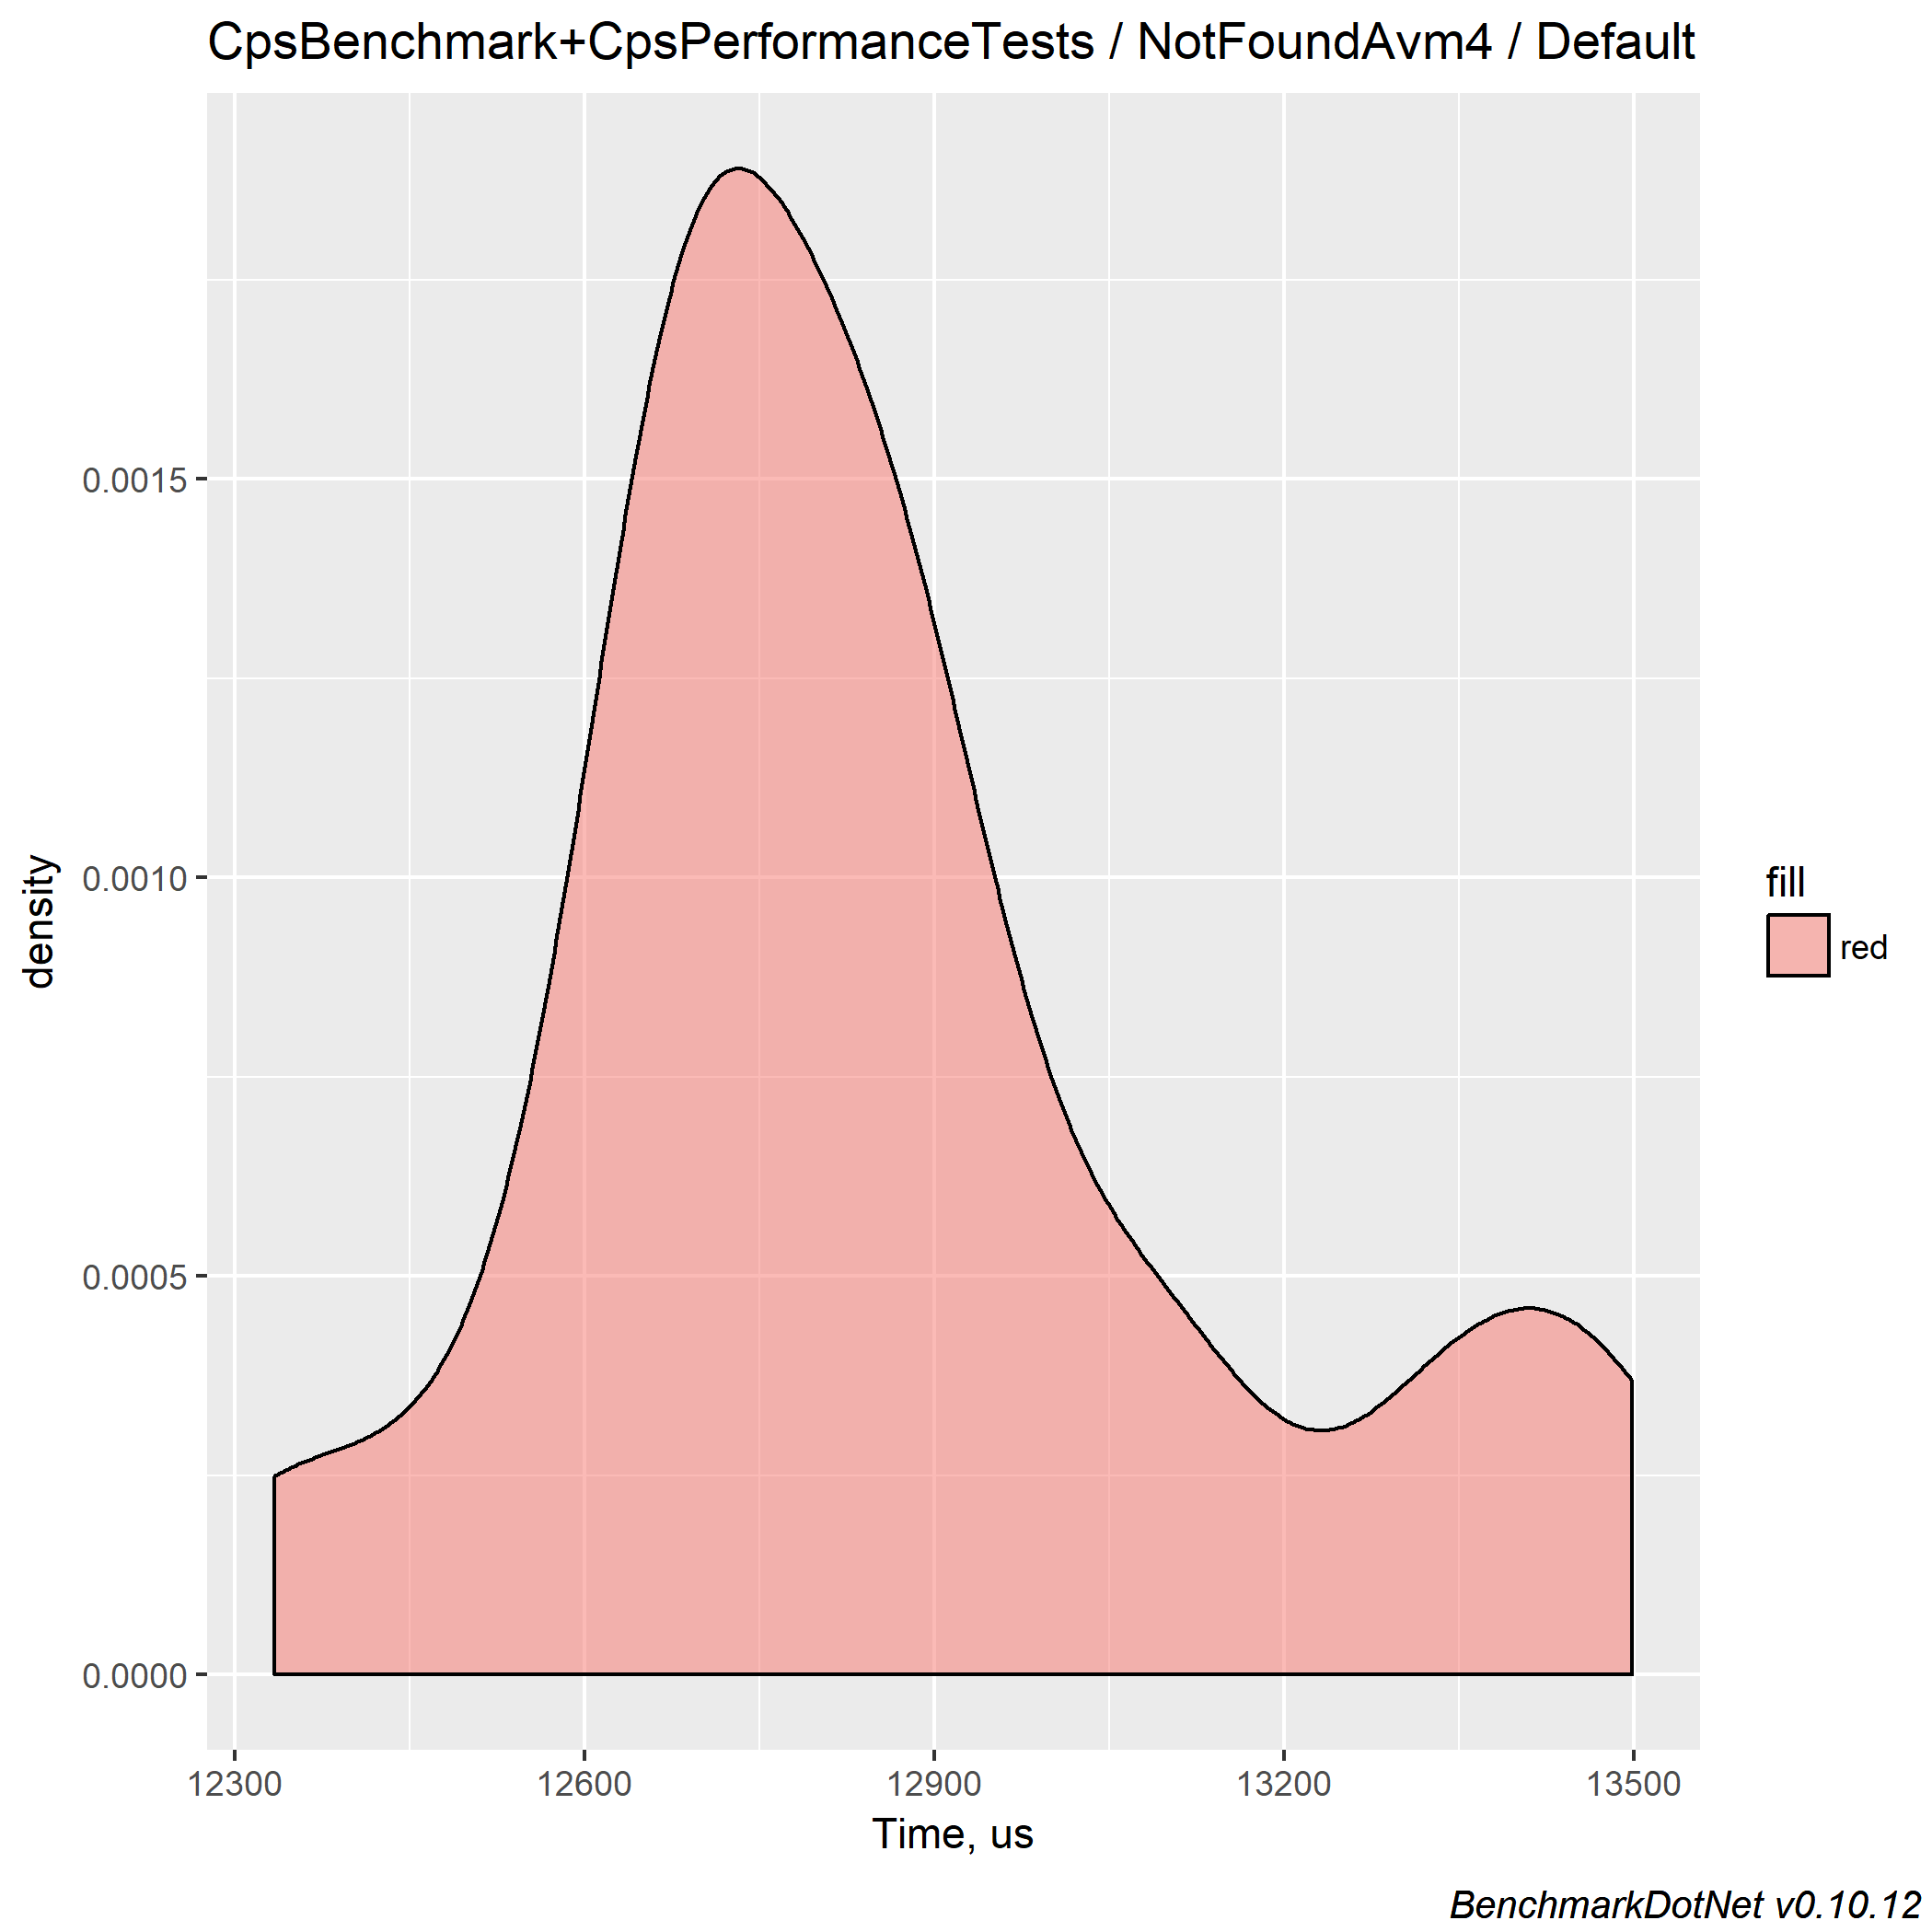 CpsBenchmark+CpsPerformanceTests / NotFoundAvm4 / Default
0.0015
0.0010
0.0005
0.0000
density
12300 12600 12900 13200 13500
Time, us
fill
red
BenchmarkDotNet v0.10.12